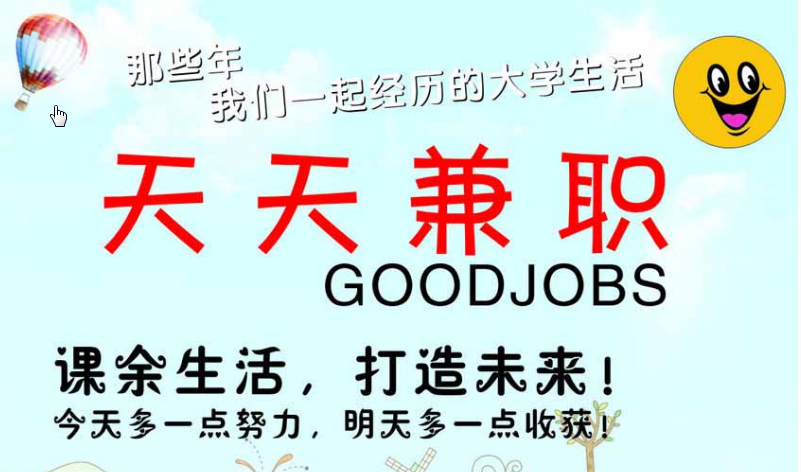 那些年
我们一起经历的大学生活
天天兼职
GOODJOBS
课余生活，打造未来！
今天多一点努力，明天多一点收获！